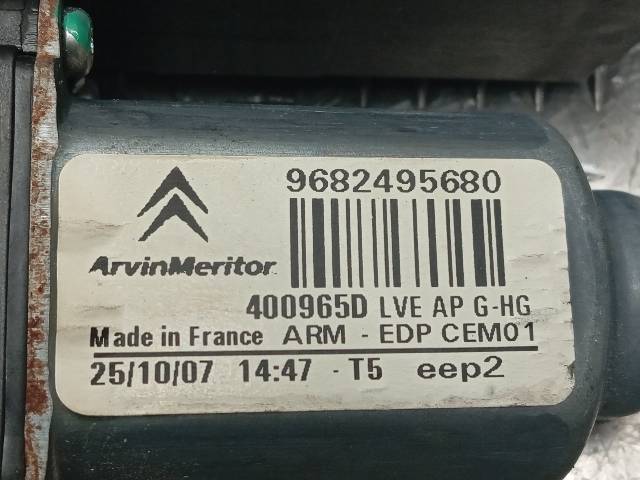 9682495680
ArvinMeritor
400965D LVE AP G-HG
Made in France ARM - EDP CEM01
25/10/07 14:47 - T5 eep2